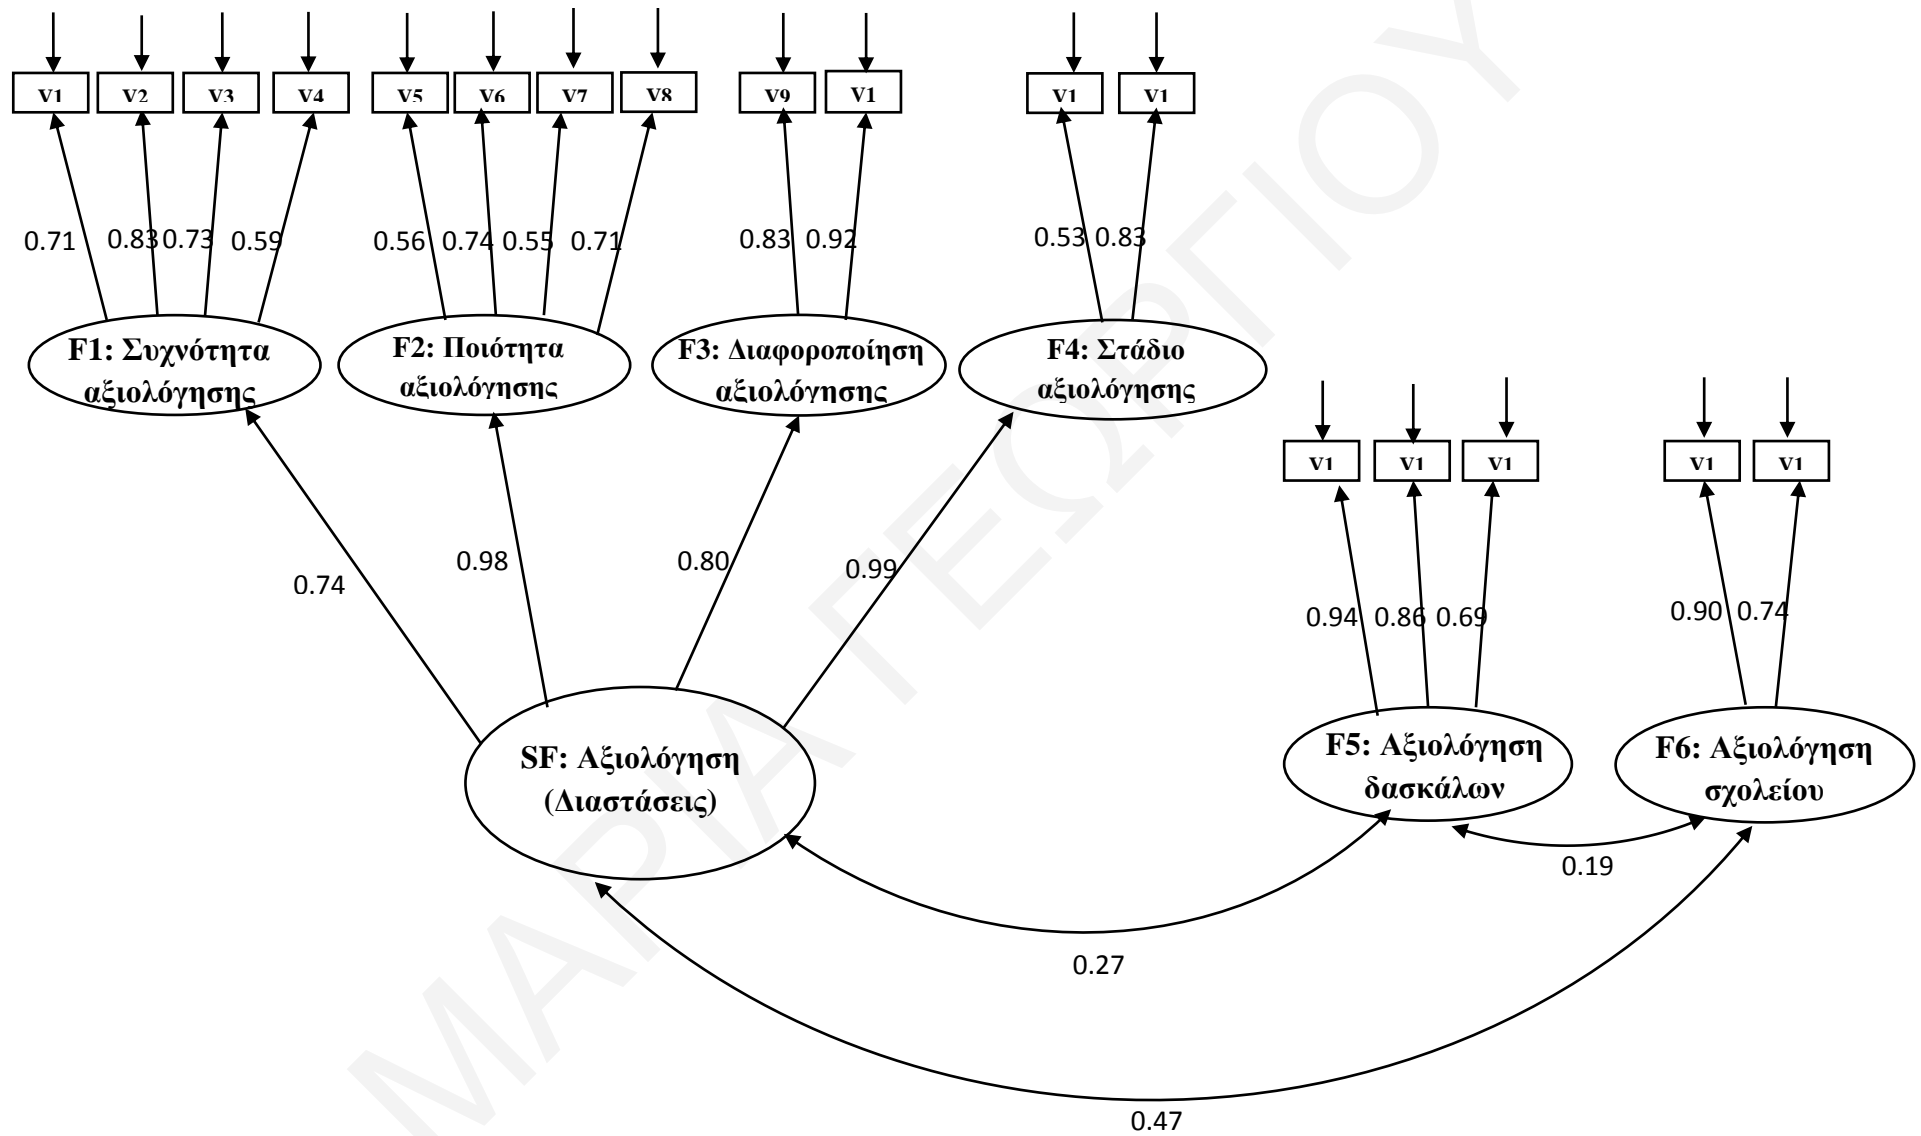 V1 V2 V3 V4 V5 V6 V7 V8 V9 V1 V1 V1
0.71 0.83 0.73 0.59 0.56 0.74 0.55 0.71 0.83 0.92 0.53 0.83
F1: Συχνότητα
αξιολόγησης
F2: Ποιότητα
αξιολόγησης
F3: Διαφοροποίηση
αξιολόγησης
F4: Στάδιο
αξιολόγησης
V1 V1 V1 V1 V1
0.74 0.98 0.80 0.99
0.94 0.86 0.69 0.90 0.74
SF: Αξιολόγηση
(Διαστάσεις)
F5: Αξιολόγηση
δασκάλων
F6: Αξιολόγηση
σχολείου
0.19
0.27
0.47
ΜΑΡΙΑ ΓΕΩΡΓΙΟΥ